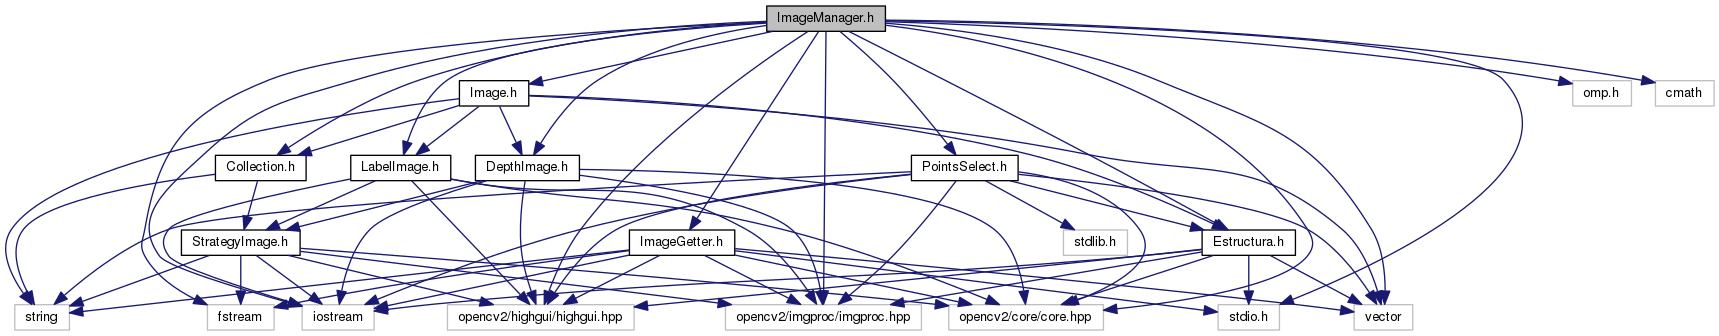 ImageManager.h
Image.h
omp.h
cmath
Collection.h
LabelImage.h
DepthImage.h
PointsSelect.h
StrategyImage.h
ImageGetter.h
stdlib.h
Estructura.h
string
fstream
iostream
opencv2/highgui/highgui.hpp
opencv2/imgproc/imgproc.hpp
opencv2/core/core.hpp
stdio.h
vector